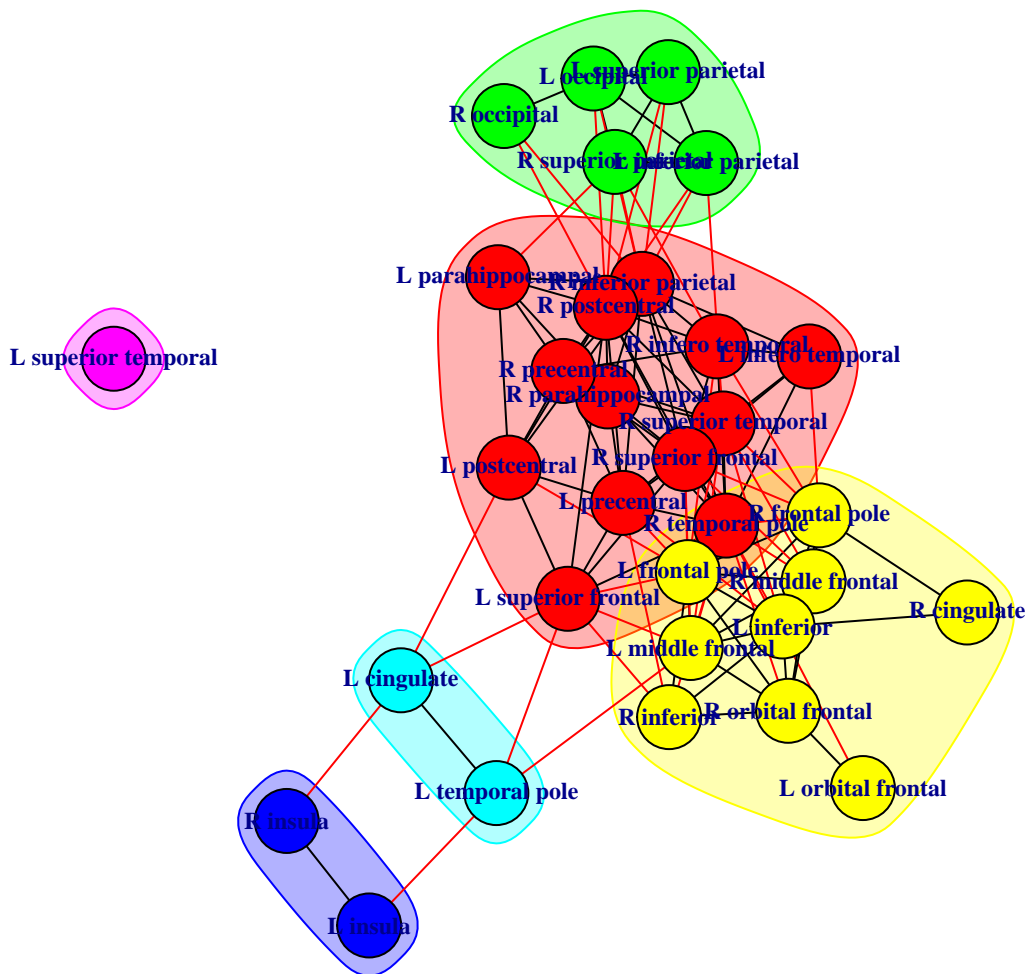 L superior parietal
L occipital
R occipital
R superior parietal
L inferior parietal
L parahippocampal
R inferior parietal
R postcentral
R infero temporal
L infero temporal
L superior temporal
R precentral
R parahippocampal
R superior temporal
R superior frontal
L postcentral
L precentral
R frontal pole
R temporal pole
L frontal pole
R middle frontal
L superior frontal
R cingulate
L inferior
L middle frontal
L cingulate
R orbital frontal
R inferior
L orbital frontal
L temporal pole
R insula
L insula